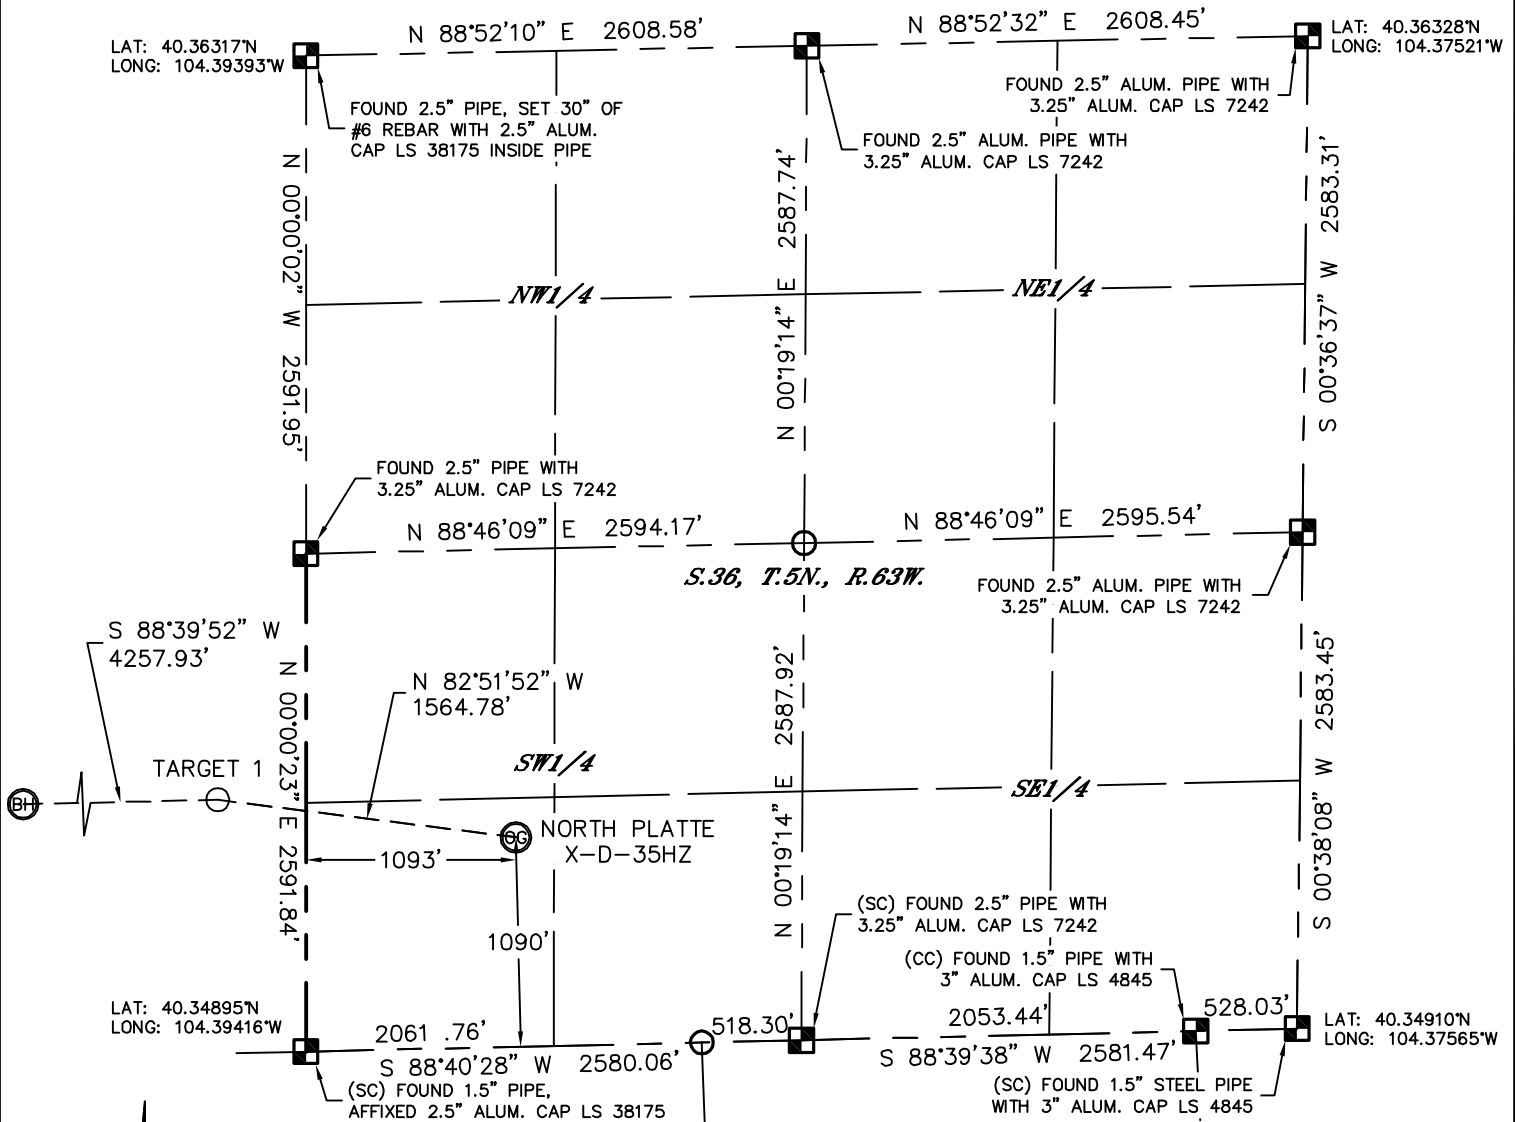 N 88°52'10" E 2608.58'
N 88°52'32" E 2608.45'
LAT: 40.36317°N
LONG: 104.39393°W
LAT: 40.36328°N
LONG: 104.37521°W
FOUND 2.5" PIPE, SET 30" OF
#6 REBAR WITH 2.5" ALUM.
CAP LS 38175 INSIDE PIPE
FOUND 2.5" ALUM. PIPE WITH
3.25" ALUM. CAP LS 7242
FOUND 2.5" ALUM. PIPE WITH
3.25" ALUM. CAP LS 7242
N 00°00'02" W 2591.95'
N 00°19'14" E 2587.74'
S 00°36'37" W 2583.31'
NW1/4
NE1/4
FOUND 2.5" PIPE WITH
3.25" ALUM. CAP LS 7242
N 88°46'09" E 2594.17'
N 88°46'09" E 2595.54'
S.36, T.5N., R.63W.
FOUND 2.5" ALUM. PIPE WITH
3.25" ALUM. CAP LS 7242
S 88°39'52" W
4257.93'
N 82°51'52" W
1564.78'
N 00°00'23" E 2591.84'
N 00°19'14" E 2587.92'
S 00°38'08" W 2583.45'
TARGET 1
SW1/4
SE1/4
BH
OG
NORTH PLATTE
X-D-35HZ
1093'
1090'
(SC) FOUND 2.5" PIPE WITH
3.25" ALUM. CAP LS 7242
(CC) FOUND 1.5" PIPE WITH
3" ALUM. CAP LS 4845
LAT: 40.34895°N
LONG: 104.39416°W
2061 .76'
518.30'
2053.44'
528.03'
LAT: 40.34910°N
LONG: 104.37565°W
S 88°40'28" W 2580.06'
S 88°39'38" W 2581.47'
(SC) FOUND 1.5" PIPE,
AFFIXED 2.5" ALUM. CAP LS 38175
(SC) FOUND 1.5" STEEL PIPE
WITH 3" ALUM. CAP LS 4845